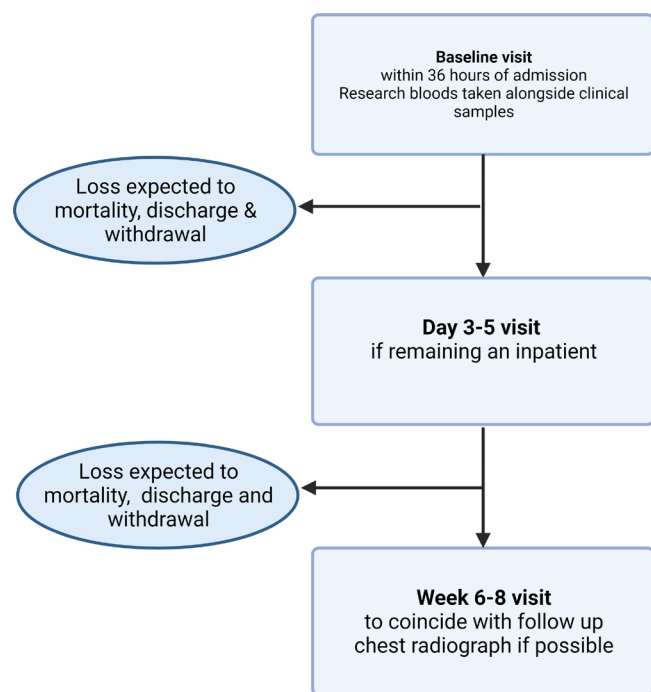 Baseline visit
within 36 hours of admission
Research bloods taken alongside clinical
samples
Loss expected to
mortality, discharge &
withdrawal
Day 3-5 visit
if remaining an inpatient
Loss expected to
mortality,  discharge and
withdrawal
Week 6-8 visit
to coincide with follow up
chest radiograph if possible